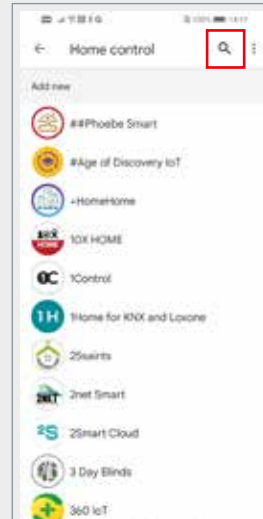 Home control
Add new
##Phoebe Smart
#Age of Discovery IoT
+HomeHome
10X HOME
1Control
1Home for KNX and Loxone
25saints
2net Smart
2Smart Cloud
3 Day Blinds
360 IoT